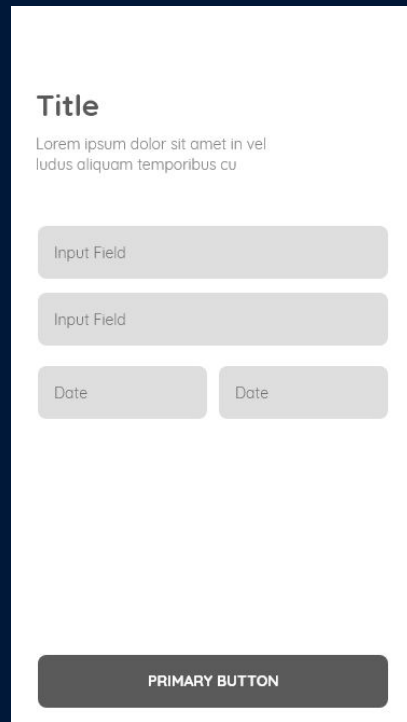 Title
Lorem ipsum dolor sit amet in vel
ludus aliquam temporibus cu
Input Field
Input Field
Date Date
PRIMARY BUTTON